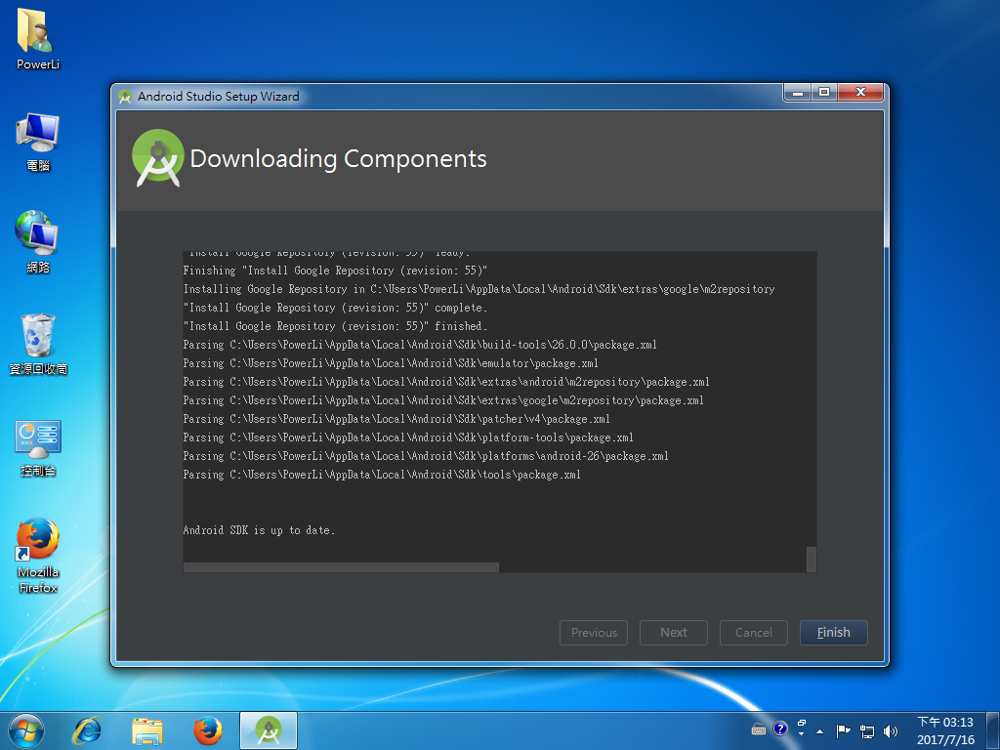 PowerLi
電腦
網路
資源回收筒
控制台
Mozilla
Firefox
Android Studio Setup Wizard
Downloading Components
"Install Google Repository (revision: 55)" ready.
Finishing "Install Google Repository (revision: 55)"
Installing Google Repository in C:\Users\PowerLi\AppData\Local\Android\Sdk\extras\google\m2repository
"Install Google Repository (revision: 55)" complete.
"Install Google Repository (revision: 55)" finished.
Parsing C:\Users\PowerLi\AppData\Local\Android\Sdk\build-tools\26.0.0\package.xml
Parsing C:\Users\PowerLi\AppData\Local\Android\Sdk\emulator\package.xml
Parsing C:\Users\PowerLi\AppData\Local\Android\Sdk\extras\android\m2repository\package.xml
Parsing C:\Users\PowerLi\AppData\Local\Android\Sdk\extras\google\m2repository\package.xml
Parsing C:\Users\PowerLi\AppData\Local\Android\Sdk\patcher\v4\package.xml
Parsing C:\Users\PowerLi\AppData\Local\Android\Sdk\platform-tools\package.xml
Parsing C:\Users\PowerLi\AppData\Local\Android\Sdk\platforms\android-26\package.xml
Parsing C:\Users\PowerLi\AppData\Local\Android\Sdk\tools\package.xml
Android SDK is up to date.
Previous
Next
Cancel
Finish
下午 03:13
2017/7/16